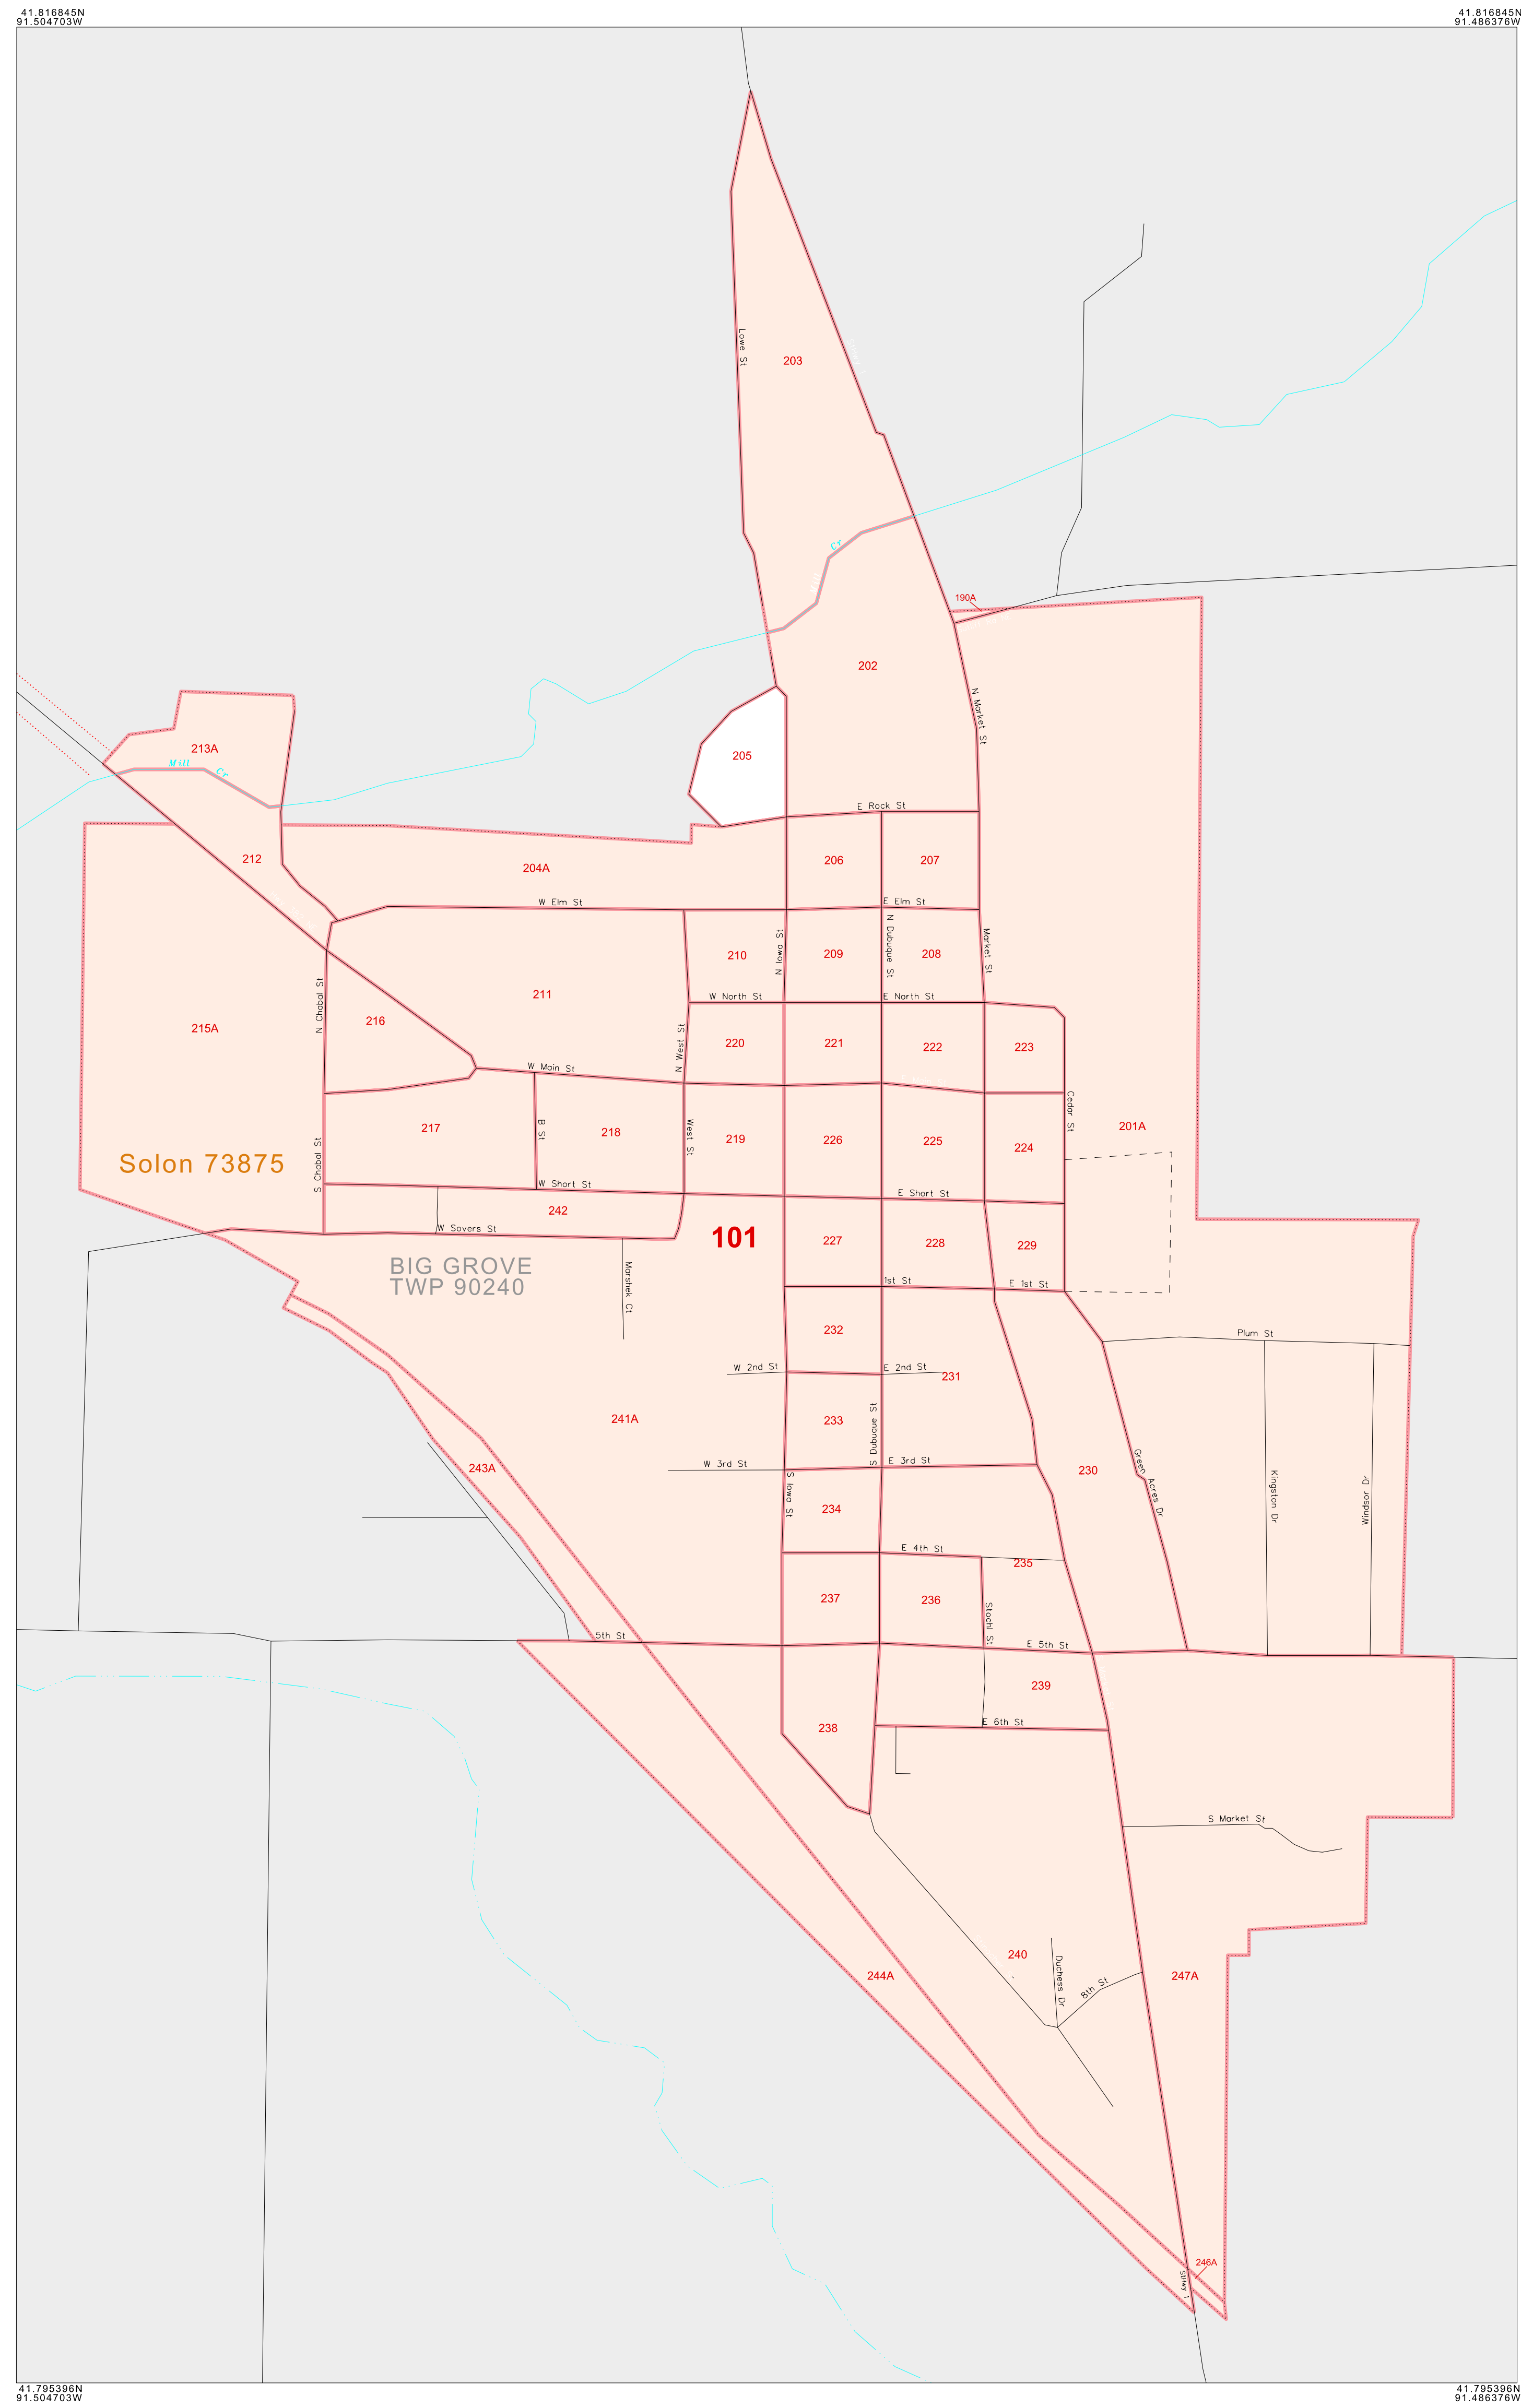 41.816845N
91.504703W
41.816845N
91.486376W
Lowe St
203
Cr
190A
202
N Market St
213A
Mill Cr
205
E Rock St
212
204A
206
207
W Elm St
E Elm St
N Iowa St
N Dubuque St
Market St
210
209
208
N Chabal St
211
W North St
E North St
215A
216
N West St
220
221
222
223
W Main St
Cedar St
217
B St
218
West St
219
226
225
224
201A
S Chabal St
Solon 73875
W Short St
E Short St
242
W Sovers St
101
227
228
229
BIG GROVE
TWP 90240
Marshek Ct
1st St
E 1st St
232
Plum St
W 2nd St
E 2nd St
231
241A
233
S Dubuque St
243A
W 3rd St
E 3rd St
230
Green Acres Dr
Kingston Dr
Windsor Dr
S Iowa St
234
E 4th St
235
237
236
Stochl St
5th St
E 5th St
239
238
E 6th St
S Market St
240
244A
Duchess Dr
8th St
247A
246A
StHwy 1
41.795396N
91.504703W
41.795396N
91.486376W